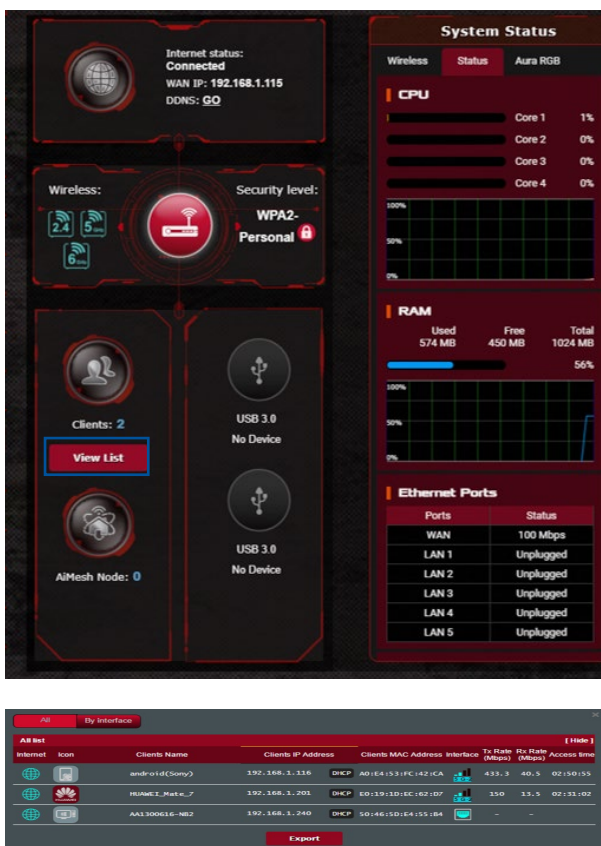 Internet status:
Connected
WAN IP: 192.168.1.115
DDNS: GO
Wireless:
2.4
5 GHz
6 GHz
Security level:
WPA2-
Personal
Clients: 2
View List
AiMesh Node: 0
USB 3.0
No Device
USB 3.0
No Device
System Status
Wireless Status Aura RGB
CPU
Core 1 1%
Core 2 0%
Core 3 0%
Core 4 0%
100%
50%
0%
RAM
Used Free Total
574 MB 450 MB 1024 MB
56%
100%
50%
0%
Ethernet Ports
Ports Status
WAN 100 Mbps
LAN 1 Unplugged
LAN 2 Unplugged
LAN 3 Unplugged
LAN 4 Unplugged
LAN 5 Unplugged
All By interface
All list [ Hide ]
Internet Icon Clients Name Clients IP Address Clients MAC Address Interface Tx Rate (Mbps) Rx Rate (Mbps) Access time
android(Sony) 192.168.1.116 DHCP A0:E4:53:FC:42:CA 433.3 40.5 02:50:55
HUAWEI_Mate_7 192.168.1.201 DHCP E0:19:1D:EC:62:D7 150 13.5 02:31:02
AA1300616-NB2 192.168.1.240 DHCP 50:46:5D:E4:55:B4 - -
Export